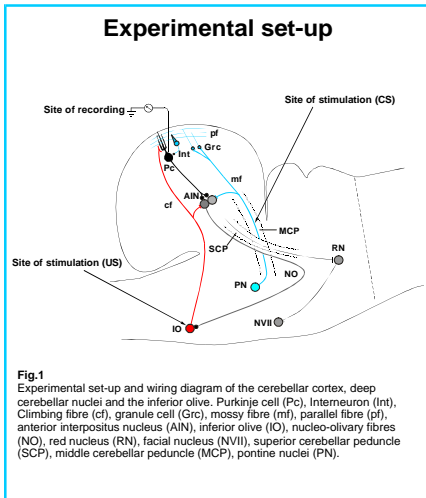 Experimental set-up
Site of recording
Site of stimulation (CS)
pf
Int
Grc
Pc
mf
AIN
cf
MCP
SCP
RN
Site of stimulation (US)
NO
PN
IO
NVII
Fig.1
Experimental set-up and wiring diagram of the cerebellar cortex, deep
cerebellar nuclei and the inferior olive. Purkinje cell (Pc), Interneuron (Int),
Climbing fibre (cf), granule cell (Grc), mossy fibre (mf), parallel fibre (pf),
anterior interpositus nucleus (AIN), inferior olive (IO), nucleo-olivary fibres
(NO), red nucleus (RN), facial nucleus (NVII), superior cerebellar peduncle
(SCP), middle cerebellar peduncle (MCP), pontine nuclei (PN).